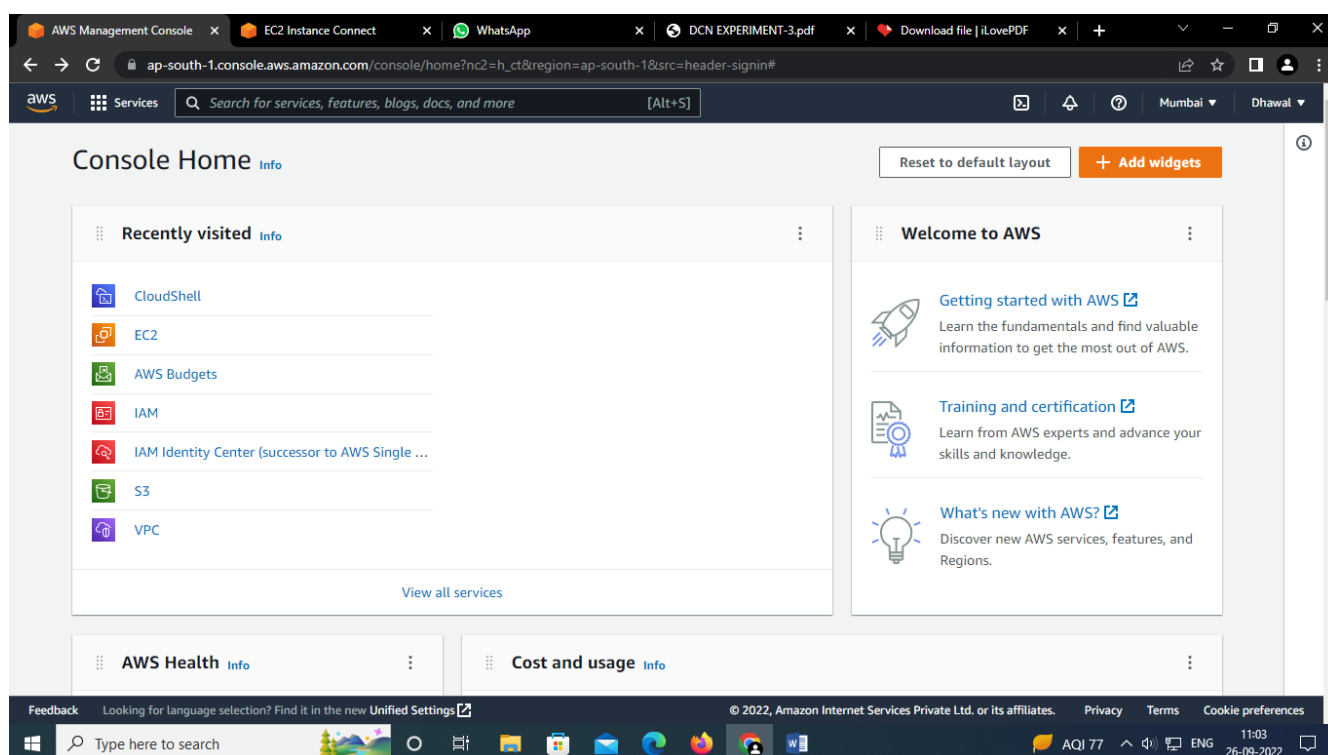 AWS Management Console
EC2 Instance Connect
WhatsApp
DCN EXPERIMENT-3.pdf
Download file | iLovePDF
ap-south-1.console.aws.amazon.com/console/home?nc2=h_ct&region=ap-south-1&src=header-signin#
aws
Services
Search for services, features, blogs, docs, and more
[Alt+S]
Mumbai
Dhawal
Console Home Info
Reset to default layout
+ Add widgets
Recently visited Info
CloudShell
EC2
AWS Budgets
IAM
IAM Identity Center (successor to AWS Single ...
S3
VPC
View all services
Welcome to AWS
Getting started with AWS
Learn the fundamentals and find valuable
information to get the most out of AWS.
Training and certification
Learn from AWS experts and advance your
skills and knowledge.
What's new with AWS?
Discover new AWS services, features, and
Regions.
AWS Health Info
Cost and usage Info
Feedback
Looking for language selection? Find it in the new Unified Settings
© 2022, Amazon Internet Services Private Ltd. or its affiliates.
Privacy
Terms
Cookie preferences
Type here to search
AQI 77
ENG
11:03
26-09-2022